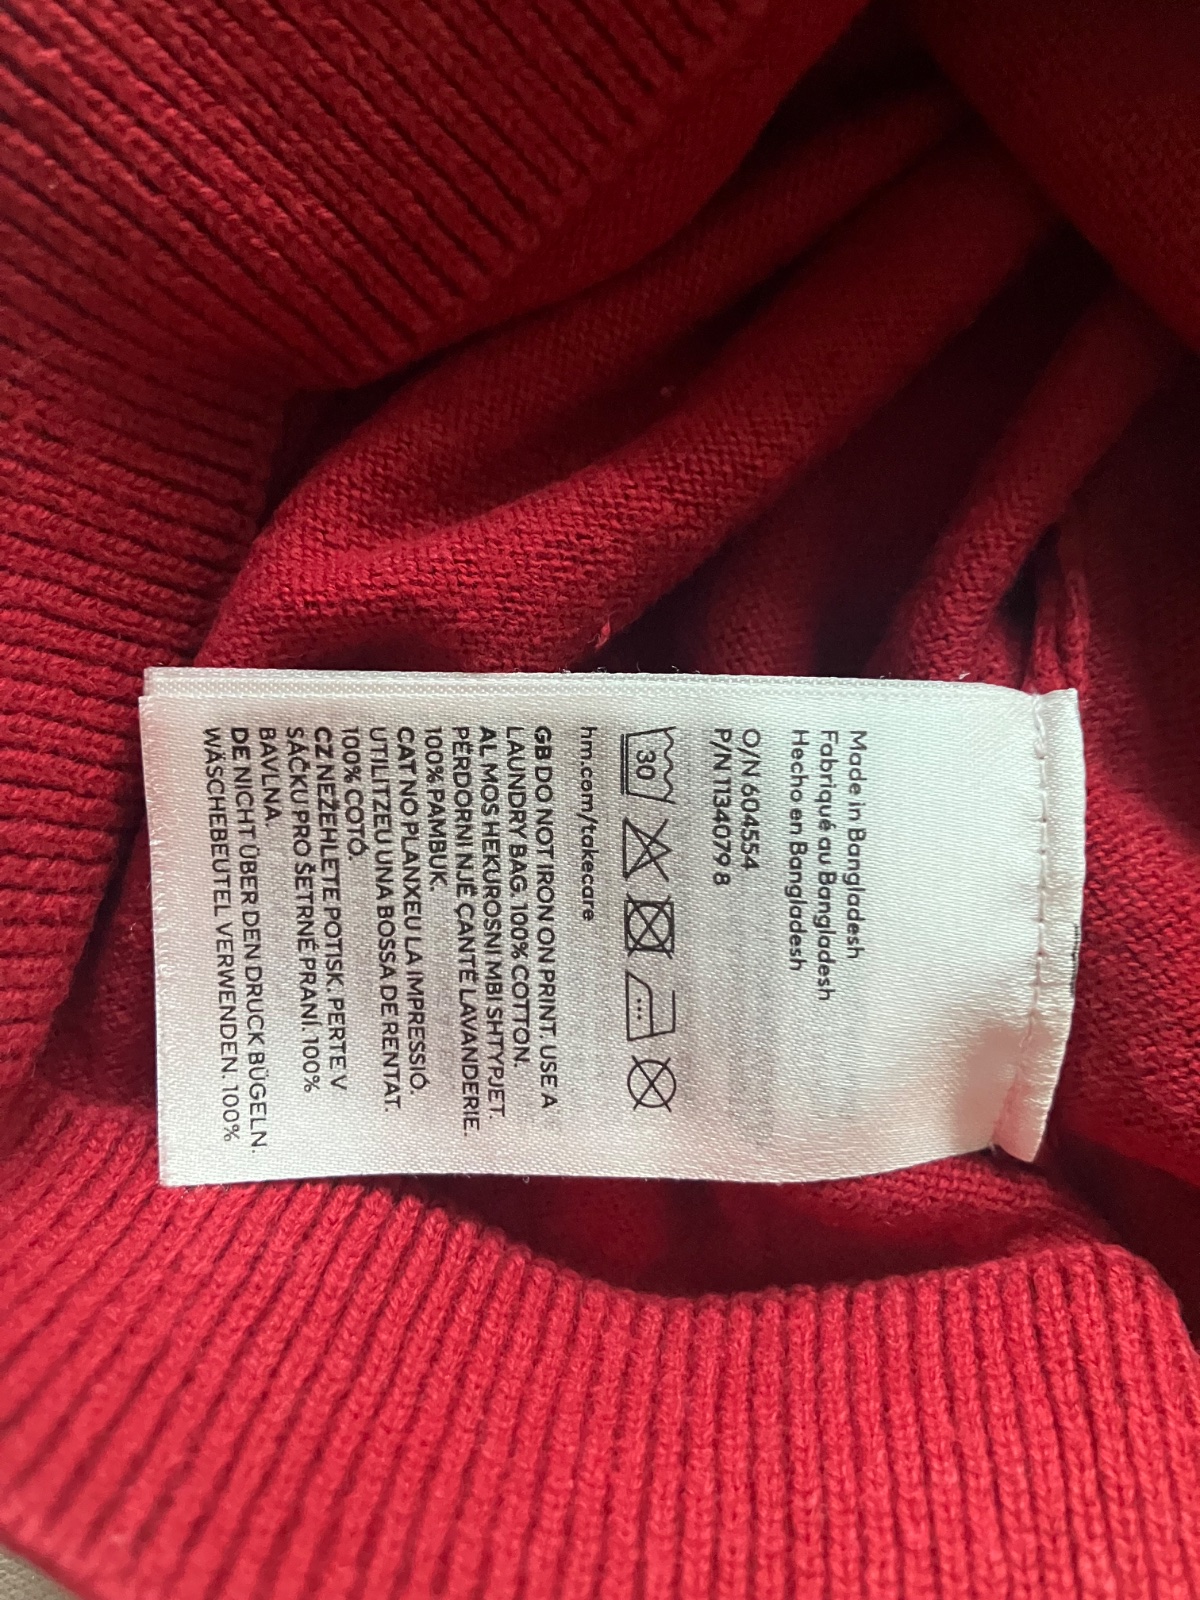 Made in Bangladesh
Fabriqué au Bangladesh
Hecho en Bangladesh
O/N 604554
P/N 1134079 8
30
hm.com/takecare
GB DO NOT IRON ON PRINT. USE A
LAUNDRY BAG. 100% COTTON.
AL MOS HEKUROSNI MBI SHTYPJET.
PËRDORNI NJË ÇANTË LAVANDERIE.
100% PAMBUK.
CAT NO PLANXEU LA IMPRESSIÓ.
UTILITZEU UNA BOSSA DE RENTAT.
100% COTÓ.
CZ NEŽEHLETE POTISK. PERTE V
SÁČKU PRO ŠETRNÉ PRANÍ. 100%
BAVLNA.
DE NICHT ÜBER DEN DRUCK BÜGELN.
WÄSCHEBEUTEL VERWENDEN. 100%